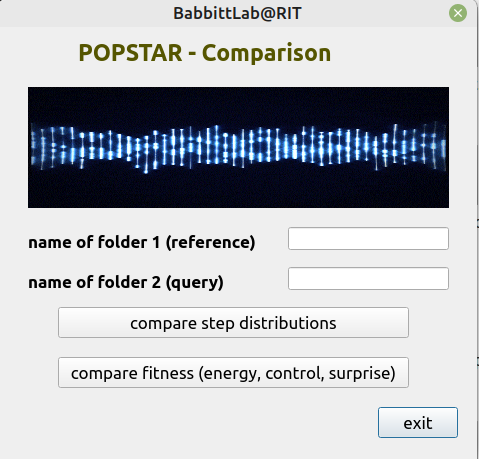 BabbittLab@RIT
POPSTAR - Comparison
name of folder 1 (reference)
name of folder 2 (query)
compare step distributions
compare fitness (energy, control, surprise)
exit